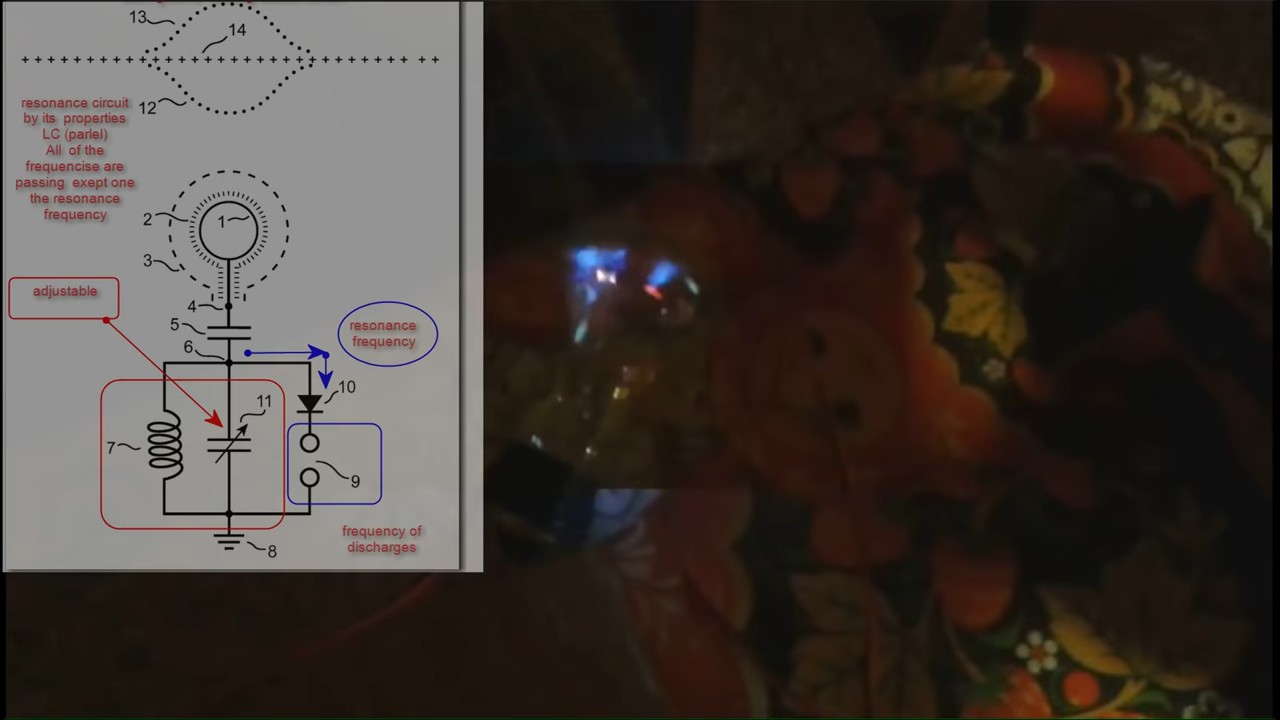 13
14
12
resonance circuit
by its properties
LC (parlel)
All of the
frequencise are
passing exept one
the resonance
frequency
2
1
3
4
adjustable
5
resonance
frequency
6
10
11
7
9
frequency of
discharges
8